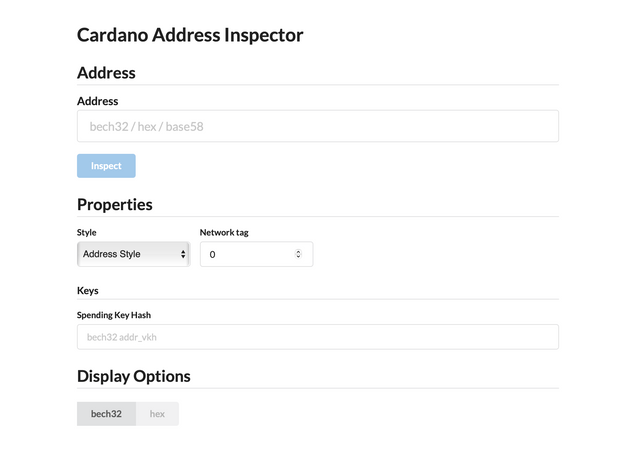 Cardano Address Inspector
Address
Address
bech32 / hex / base58
Inspect
Properties
Style Network tag
Address Style 0
Keys
Spending Key Hash
bech32 addr_vkh
Display Options
bech32 hex